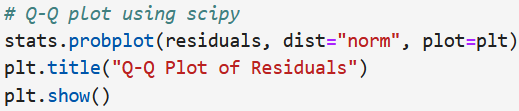 # Q-Q plot using scipy
stats.probplot(residuals, dist="norm", plot=plt)
plt.title("Q-Q Plot of Residuals")
plt.show()